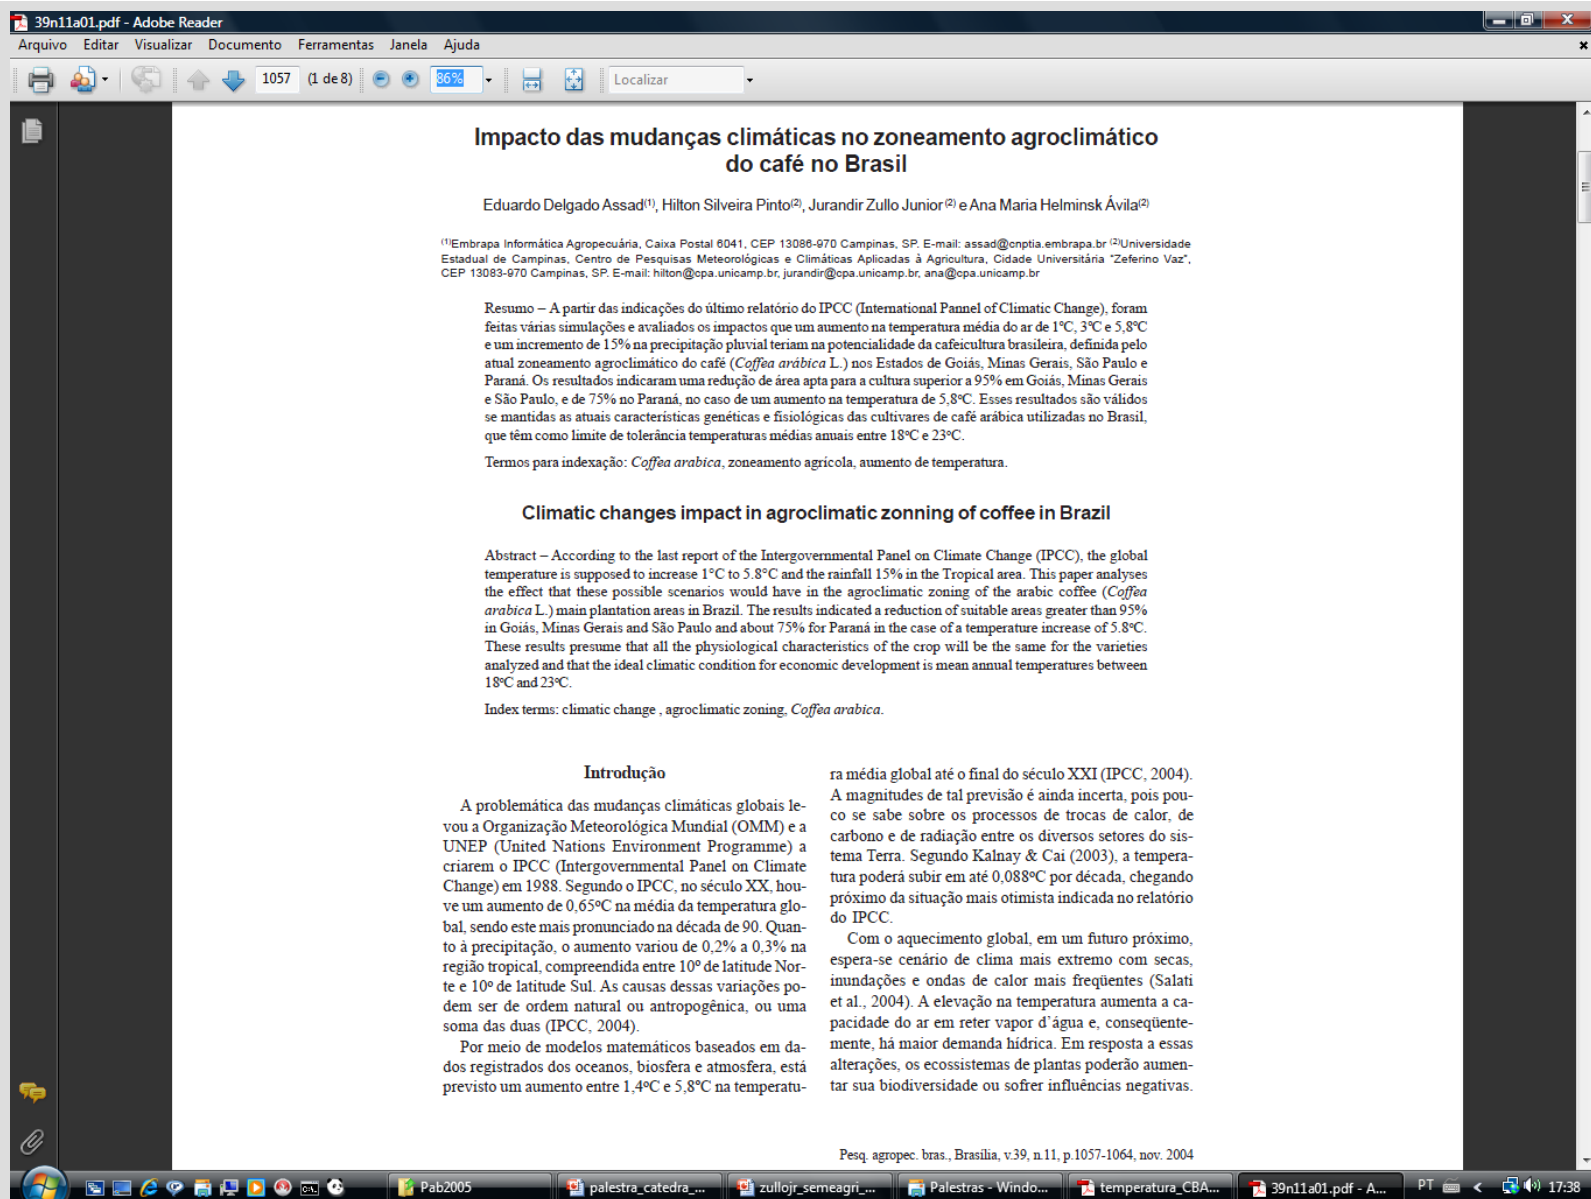 39n11a01.pdf - Adobe Reader
Arquivo Editar Visualizar Documento Ferramentas Janela Ajuda
1057 (1 de 8) 86% Localizar
Impacto das mudanças climáticas no zoneamento agroclimático
do café no Brasil
Eduardo Delgado Assad(1), Hilton Silveira Pinto(2), Jurandir Zullo Junior (2) e Ana Maria Helminsk Ávila(2)
(1)Embrapa Informática Agropecuária, Caixa Postal 6041, CEP 13086-970 Campinas, SP. E-mail: assad@cnptia.embrapa.br (2)Universidade
Estadual de Campinas, Centro de Pesquisas Meteorológicas e Climáticas Aplicadas à Agricultura, Cidade Universitária "Zeferino Vaz",
CEP 13083-970 Campinas, SP. E-mail: hilton@cpa.unicamp.br, jurandir@cpa.unicamp.br, ana@cpa.unicamp.br
Resumo – A partir das indicações do último relatório do IPCC (International Pannel of Climatic Change), foram
feitas várias simulações e avaliados os impactos que um aumento na temperatura média do ar de 1ºC, 3ºC e 5,8ºC
e um incremento de 15% na precipitação pluvial teriam na potencialidade da cafeicultura brasileira, definida pelo
atual zoneamento agroclimático do café (Coffea arábica L.) nos Estados de Goiás, Minas Gerais, São Paulo e
Paraná. Os resultados indicaram uma redução de área apta para a cultura superior a 95% em Goiás, Minas Gerais
e São Paulo, e de 75% no Paraná, no caso de um aumento na temperatura de 5,8ºC. Esses resultados são válidos
se mantidas as atuais características genéticas e fisiológicas das cultivares de café arábica utilizadas no Brasil,
que têm como limite de tolerância temperaturas médias anuais entre 18ºC e 23ºC.
Termos para indexação: Coffea arabica, zoneamento agrícola, aumento de temperatura.
Climatic changes impact in agroclimatic zonning of coffee in Brazil
Abstract – According to the last report of the Intergovernmental Panel on Climate Change (IPCC), the global
temperature is supposed to increase 1°C to 5.8°C and the rainfall 15% in the Tropical area. This paper analyses
the effect that these possible scenarios would have in the agroclimatic zoning of the arabic coffee (Coffea
arabica L.) main plantation areas in Brazil. The results indicated a reduction of suitable areas greater than 95%
in Goiás, Minas Gerais and São Paulo and about 75% for Paraná in the case of a temperature increase of 5.8ºC.
These results presume that all the physiological characteristics of the crop will be the same for the varieties
analyzed and that the ideal climatic condition for economic development is mean annual temperatures between
18ºC and 23ºC.
Index terms: climatic change , agroclimatic zoning, Coffea arabica.
Introdução
A problemática das mudanças climáticas globais le-
vou a Organização Meteorológica Mundial (OMM) e a
UNEP (United Nations Environment Programme) a
criarem o IPCC (Intergovernmental Panel on Climate
Change) em 1988. Segundo o IPCC, no século XX, hou-
ve um aumento de 0,65ºC na média da temperatura glo-
bal, sendo este mais pronunciado na década de 90. Quan-
to à precipitação, o aumento variou de 0,2% a 0,3% na
região tropical, compreendida entre 10º de latitude Nor-
te e 10º de latitude Sul. As causas dessas variações po-
dem ser de ordem natural ou antropogênica, ou uma
soma das duas (IPCC, 2004).
Por meio de modelos matemáticos baseados em da-
dos registrados dos oceanos, biosfera e atmosfera, está
previsto um aumento entre 1,4ºC e 5,8°C na temperatu-
ra média global até o final do século XXI (IPCC, 2004).
A magnitudes de tal previsão é ainda incerta, pois pou-
co se sabe sobre os processos de trocas de calor, de
carbono e de radiação entre os diversos setores do sis-
tema Terra. Segundo Kalnay & Cai (2003), a tempera-
tura poderá subir em até 0,088ºC por década, chegando
próximo da situação mais otimista indicada no relatório
do IPCC.
Com o aquecimento global, em um futuro próximo,
espera-se cenário de clima mais extremo com secas,
inundações e ondas de calor mais freqüentes (Salati
et al., 2004). A elevação na temperatura aumenta a ca-
pacidade do ar em reter vapor d'água e, conseqüente-
mente, há maior demanda hídrica. Em resposta a essas
alterações, os ecossistemas de plantas poderão aumen-
tar sua biodiversidade ou sofrer influências negativas.
Pesq. agropec. bras., Brasília, v.39, n.11, p.1057-1064, nov. 2004
Pab2005 palestra_catedra_... zullojr_semeagri_... Palestras - Windo... temperatura_CBA... 39n11a01.pdf - A... PT 17:38